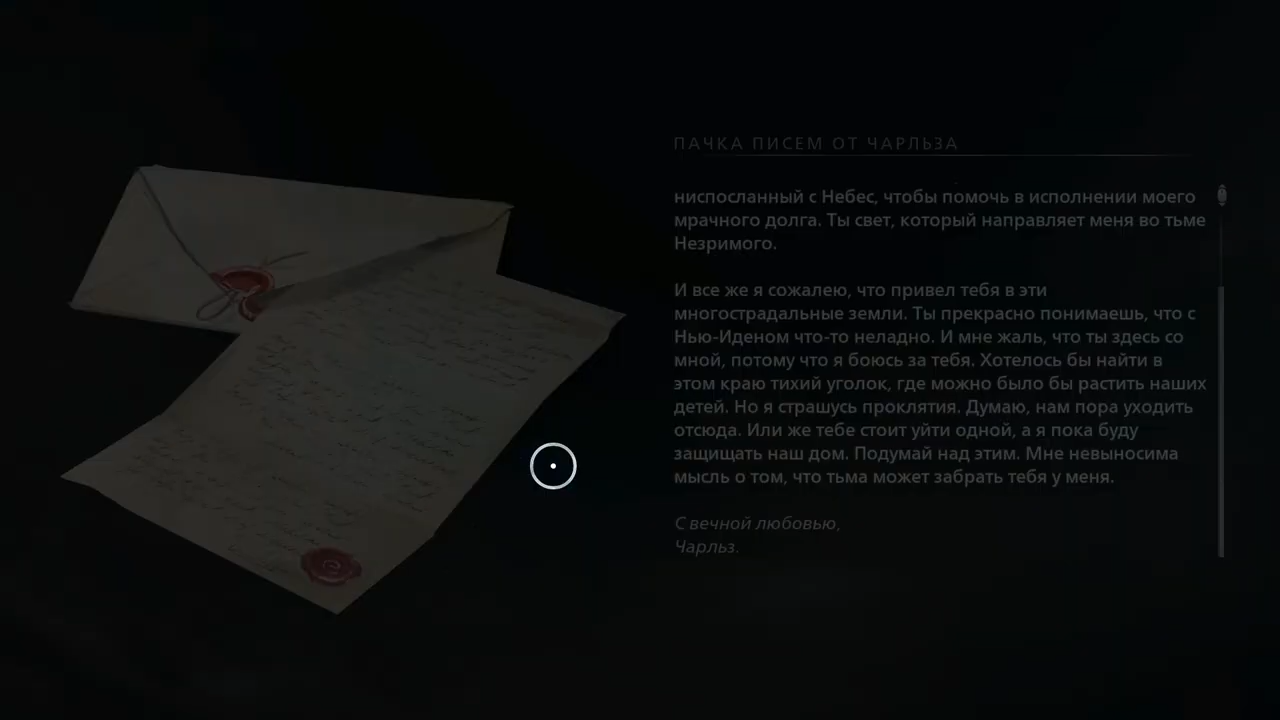 ПАЧКА ПИСЕМ ОТ ЧАРЛЬЗА
ниспосланный с Небес, чтобы помочь в исполнении моего
мрачного долга. Ты свет, который направляет меня во тьме
Незримого.
И все же я сожалею, что привел тебя в эти
многострадальные земли. Ты прекрасно понимаешь, что с
Нью-Иденом что-то неладно. И мне жаль, что ты здесь со
мной, потому что я боюсь за тебя. Хотелось бы найти в
этом краю тихий уголок, где можно было бы растить наших
детей. Но я страшусь проклятия. Думаю, нам пора уходить
отсюда. Или же тебе стоит уйти одной, а я пока буду
защищать наш дом. Подумай над этим. Мне невыносима
мысль о том, что тьма может забрать тебя у меня.
С вечной любовью,
Чарльз.